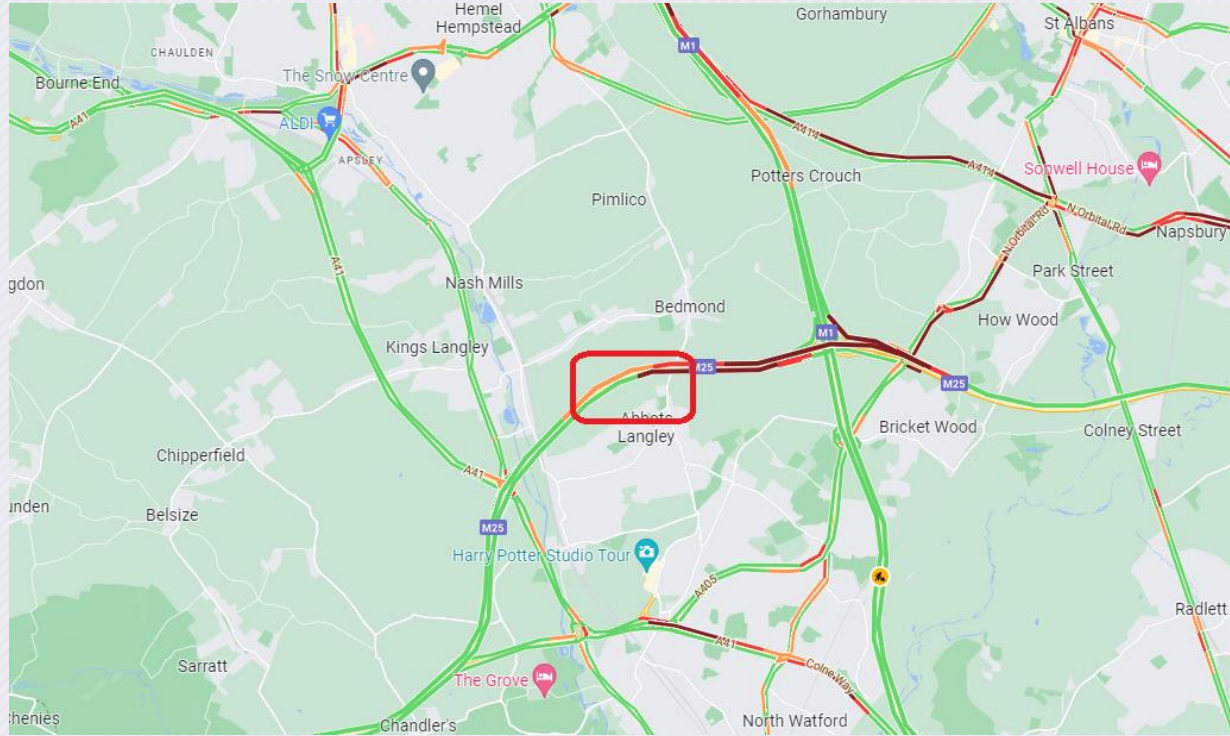 Hemel
Hempstead
Gorhambury
St Albans
CHAULDEN
M1
The Snow Centre
Bourne End
A41
ALDI
A414
APSLEY
A414
Sopwell House
Potters Crouch
Pimlico
N Orbital Rd
N Orbital Rd
Napsbury
A41
Park Street
gdon
Nash Mills
Bedmond
How Wood
M1
Kings Langley
M25
M25
Abbots
Langley
Bricket Wood
Colney Street
Chipperfield
A41
unden
Belsize
M25
Harry Potter Studio Tour
A405
Radlett
A41
Sarratt
Colne Way
The Grove
henies
Chandler's
North Watford